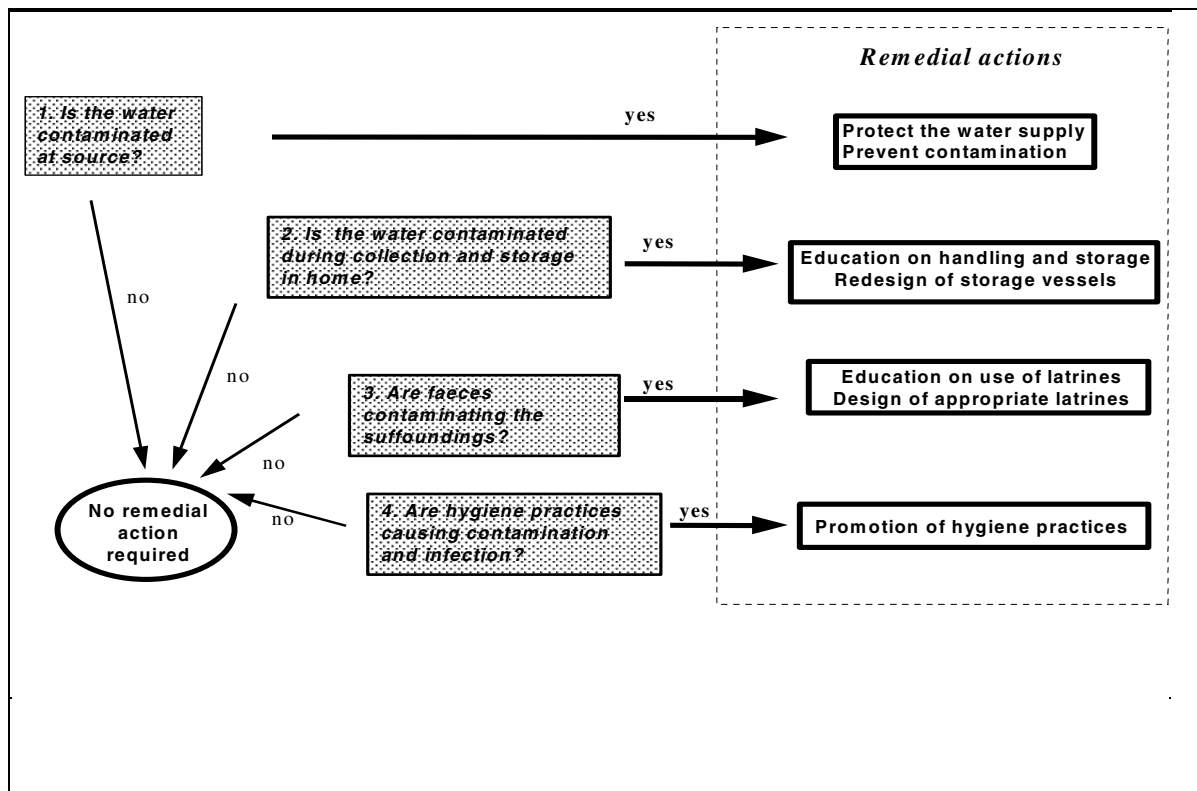 Remedial actions
1. Is the water
contaminated
at source?
yes
Protect the water supply
Prevent contamination
2. Is the water contaminated
during collection and storage
in home?
yes
Education on handling and storage
Redesign of storage vessels
no
no
3. Are faeces
contaminating the
suffoundings?
yes
Education on use of latrines
Design of appropriate latrines
no
No remedial
action
required
no
4. Are hygiene practices
causing contamination
and infection?
yes
Promotion of hygiene practices